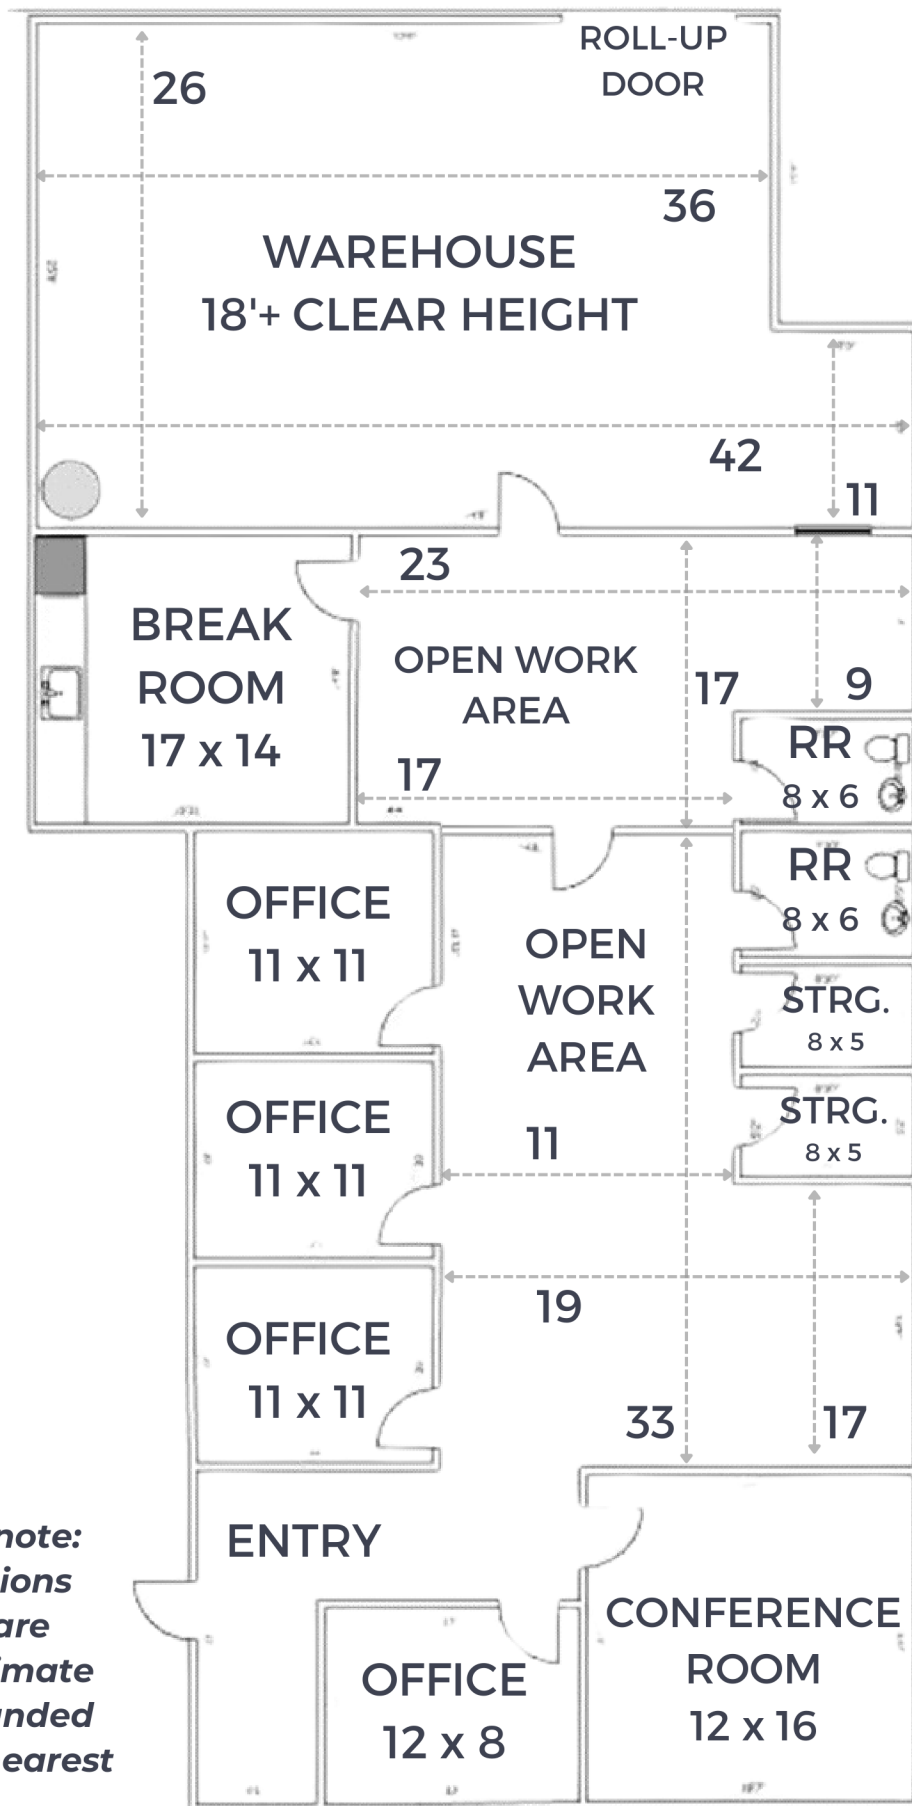 ROLL-UP
DOOR
26
36
WAREHOUSE
18'+ CLEAR HEIGHT
42
11
23
BREAK
ROOM
17 x 14
OPEN WORK
AREA
17
9
17
RR
8 x 6
RR
8 x 6
OFFICE
11 x 11
OPEN
WORK
AREA
STRG.
8 x 5
STRG.
8 x 5
OFFICE
11 x 11
11
19
OFFICE
11 x 11
33
17
ENTRY
note:
ions
are
imate
nded
earest
OFFICE
12 x 8
CONFERENCE
ROOM
12 x 16